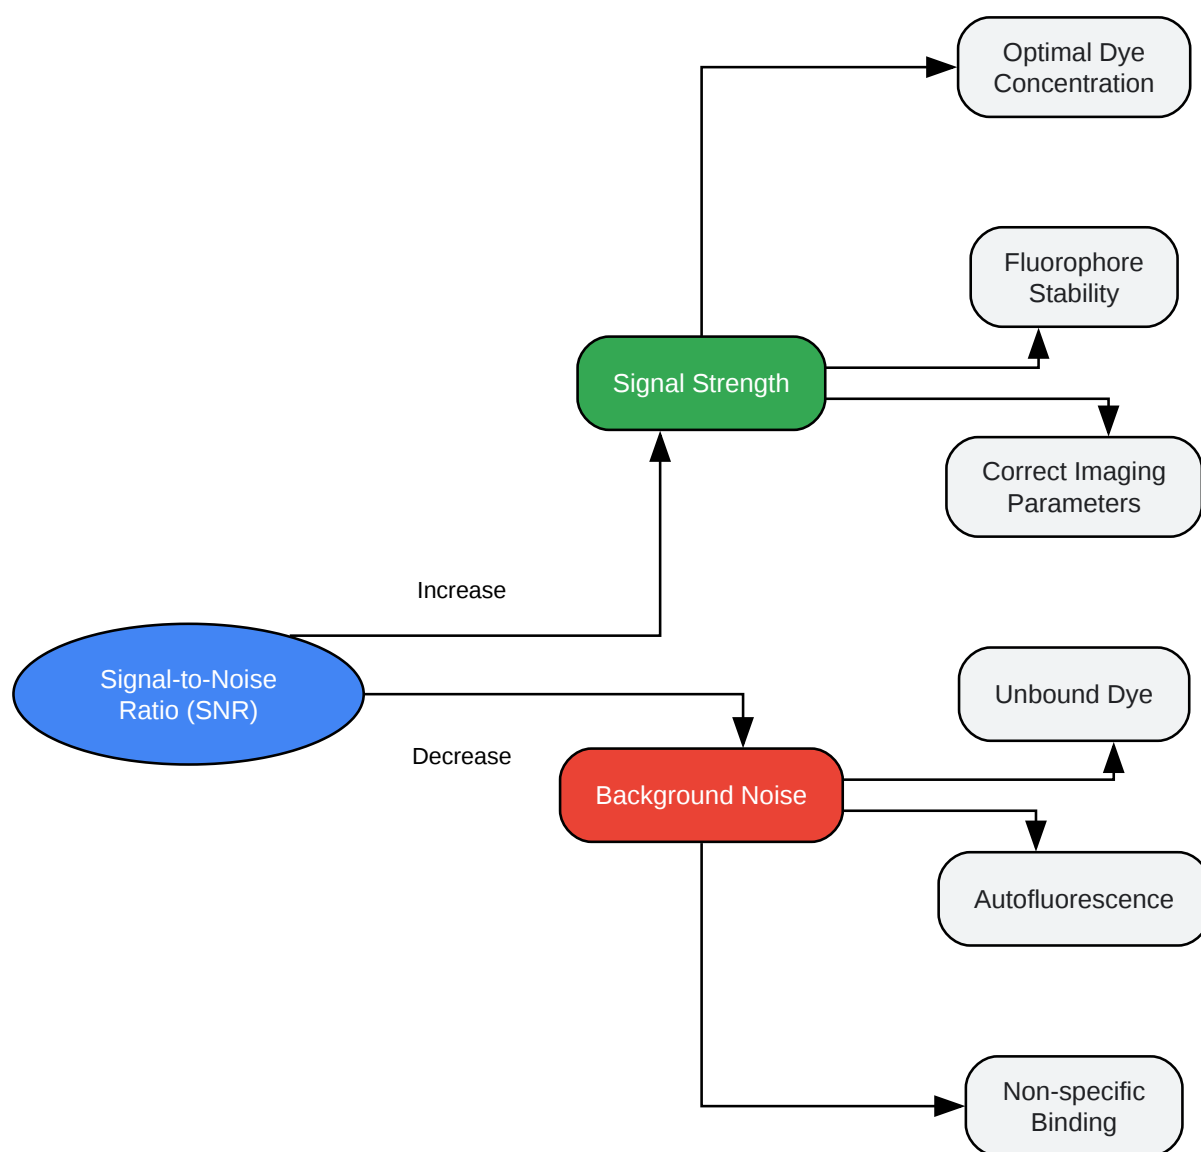 Optimal Dye
Concentration
Fluorophore
Stability
Signal Strength
Correct Imaging
Parameters
Increase
Signal-to-Noise
Ratio (SNR)
Unbound Dye
Decrease
Background Noise
Autofluorescence
Non-specific
Binding